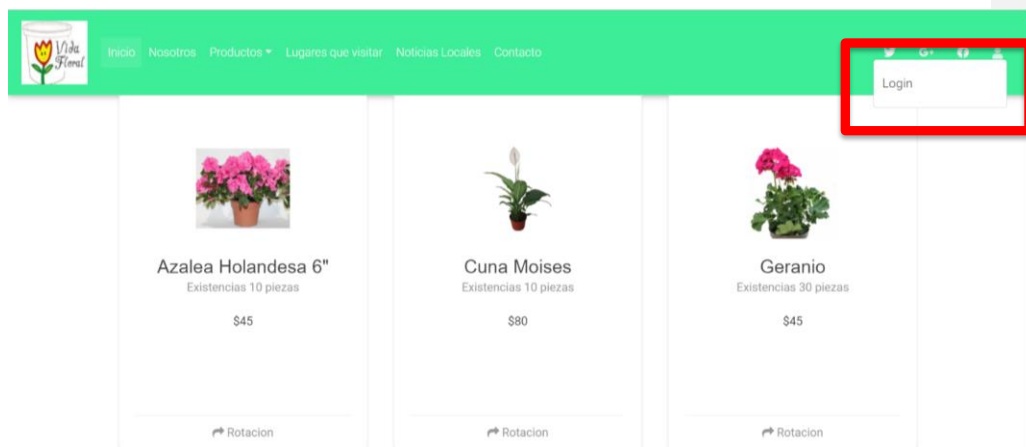 Vida
Floral
Inicio Nosotros Productos Lugares que visitar Noticias Locales Contacto
G+
Login
Azalea Holandesa 6" Cuna Moises Geranio
Existencias 10 piezas Existencias 10 piezas Existencias 30 piezas
$45 $80 $45
Rotacion Rotacion Rotacion